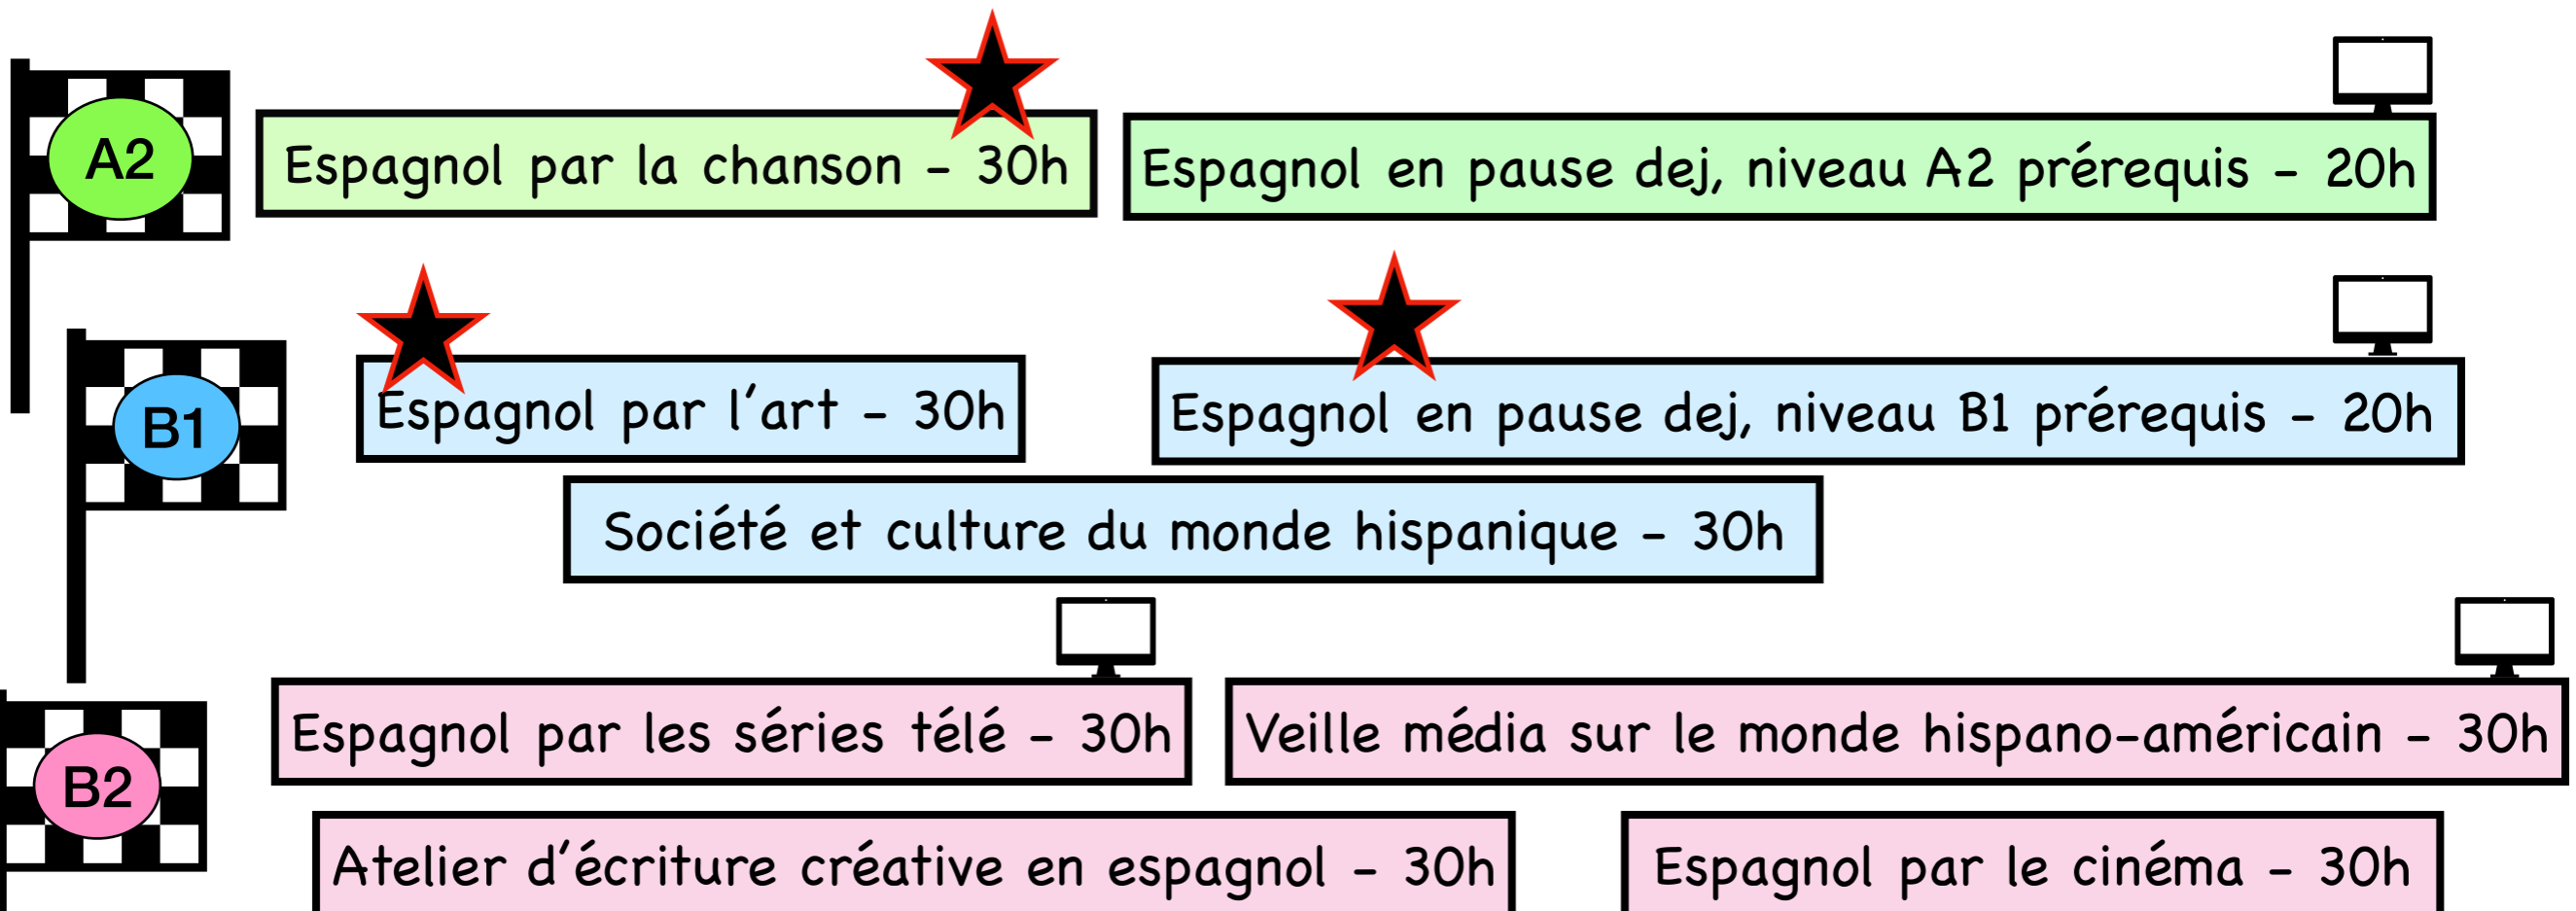 A2
Espagnol par la chanson - 30h
Espagnol en pause dej, niveau A2 prérequis - 20h
B1
Espagnol par l'art - 30h
Espagnol en pause dej, niveau B1 prérequis - 20h
Société et culture du monde hispanique - 30h
B2
Espagnol par les séries télé - 30h
Veille média sur le monde hispano-américain - 30h
Atelier d'écriture créative en espagnol - 30h
Espagnol par le cinéma - 30h